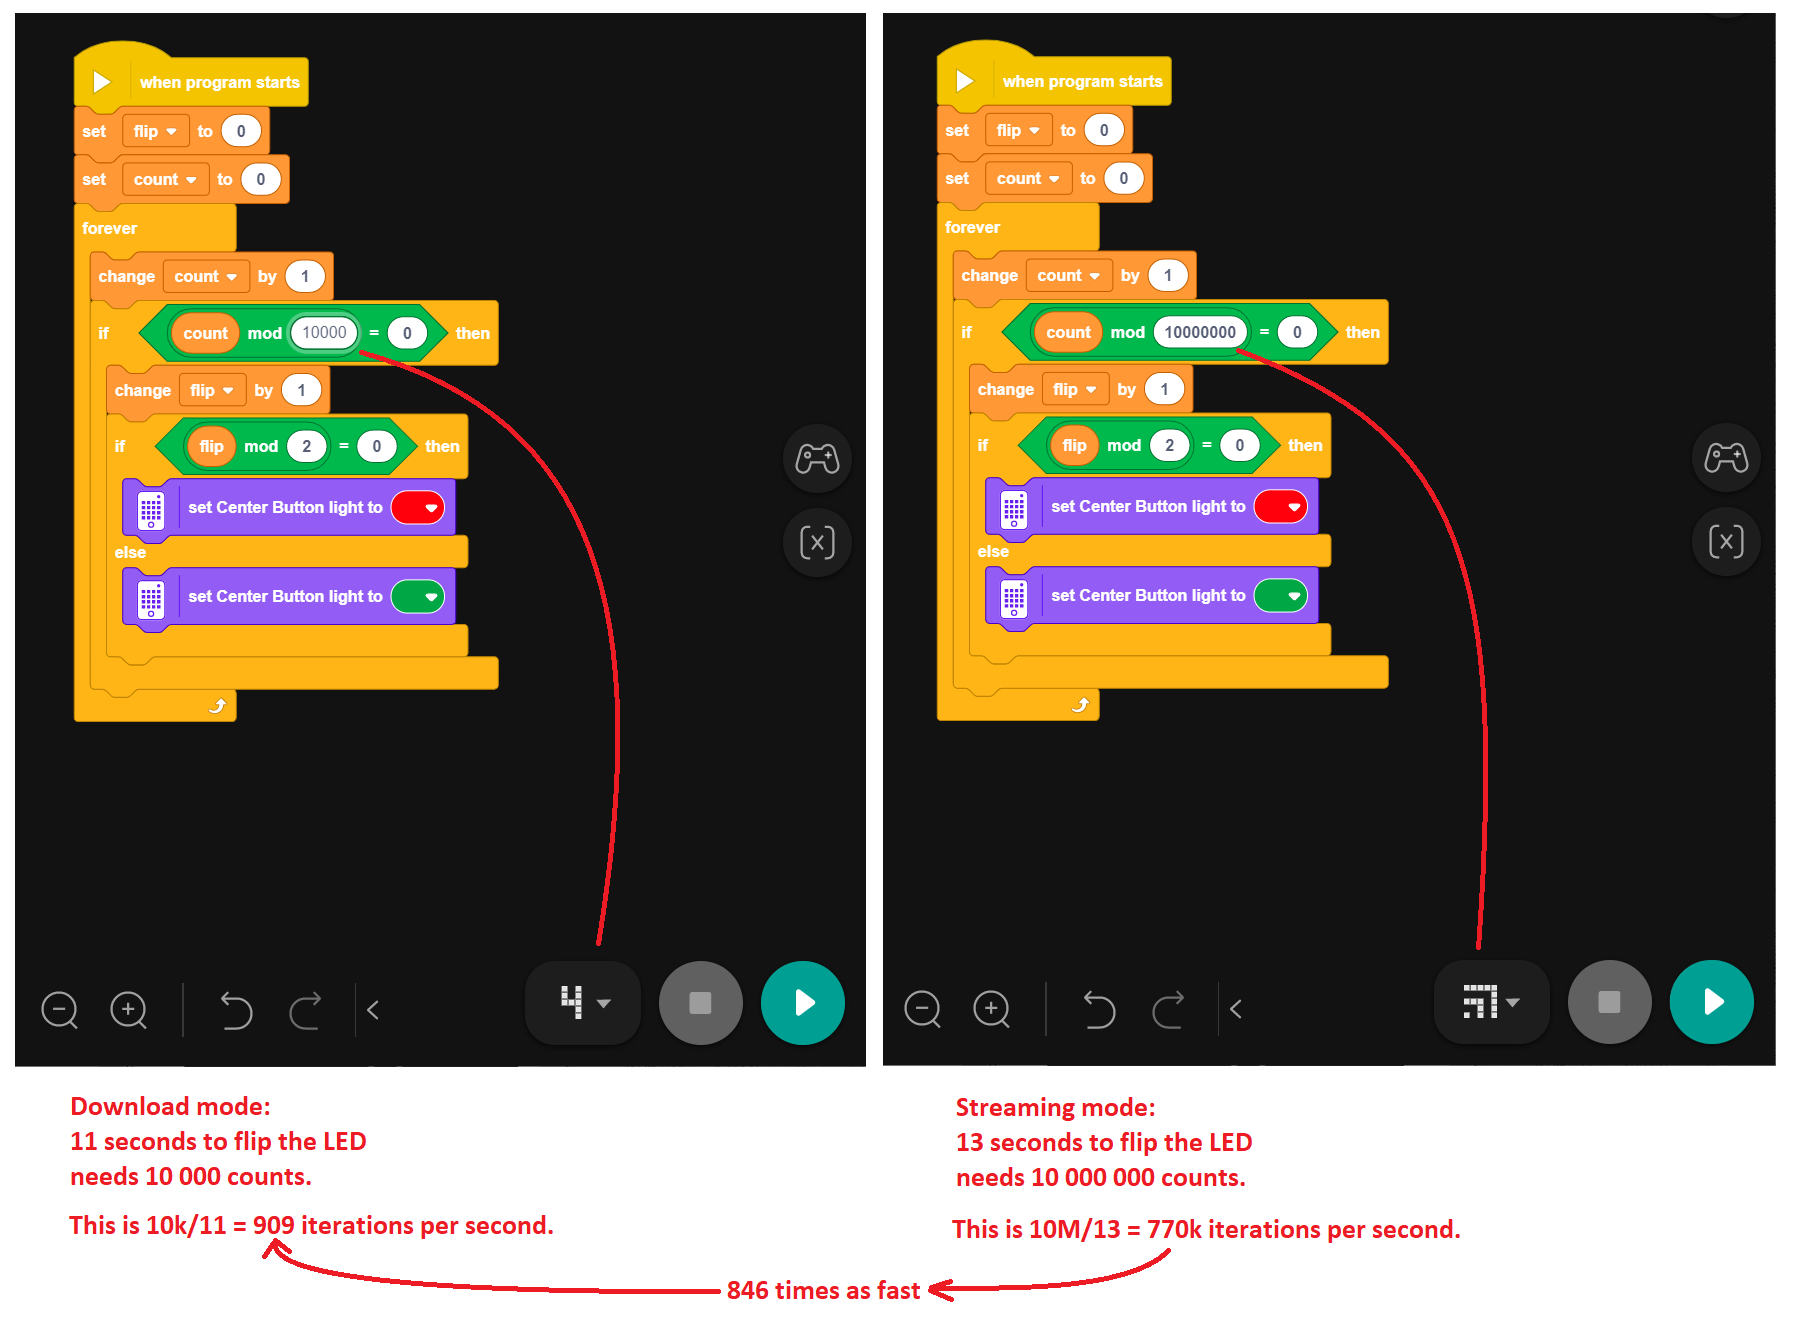 when program starts
set flip to 0
set count to 0
forever
change count by 1
if count mod 10000 = 0 then
change flip by 1
if flip mod 2 = 0 then
set Center Button light to
else
set Center Button light to
4
Download mode:
11 seconds to flip the LED
needs 10 000 counts.
This is 10k/11 = 909 iterations per second.
when program starts
set flip to 0
set count to 0
forever
change count by 1
if count mod 10000000 = 0 then
change flip by 1
if flip mod 2 = 0 then
set Center Button light to
else
set Center Button light to
Streaming mode:
13 seconds to flip the LED
needs 10 000 000 counts.
This is 10M/13 = 770k iterations per second.
846 times as fast